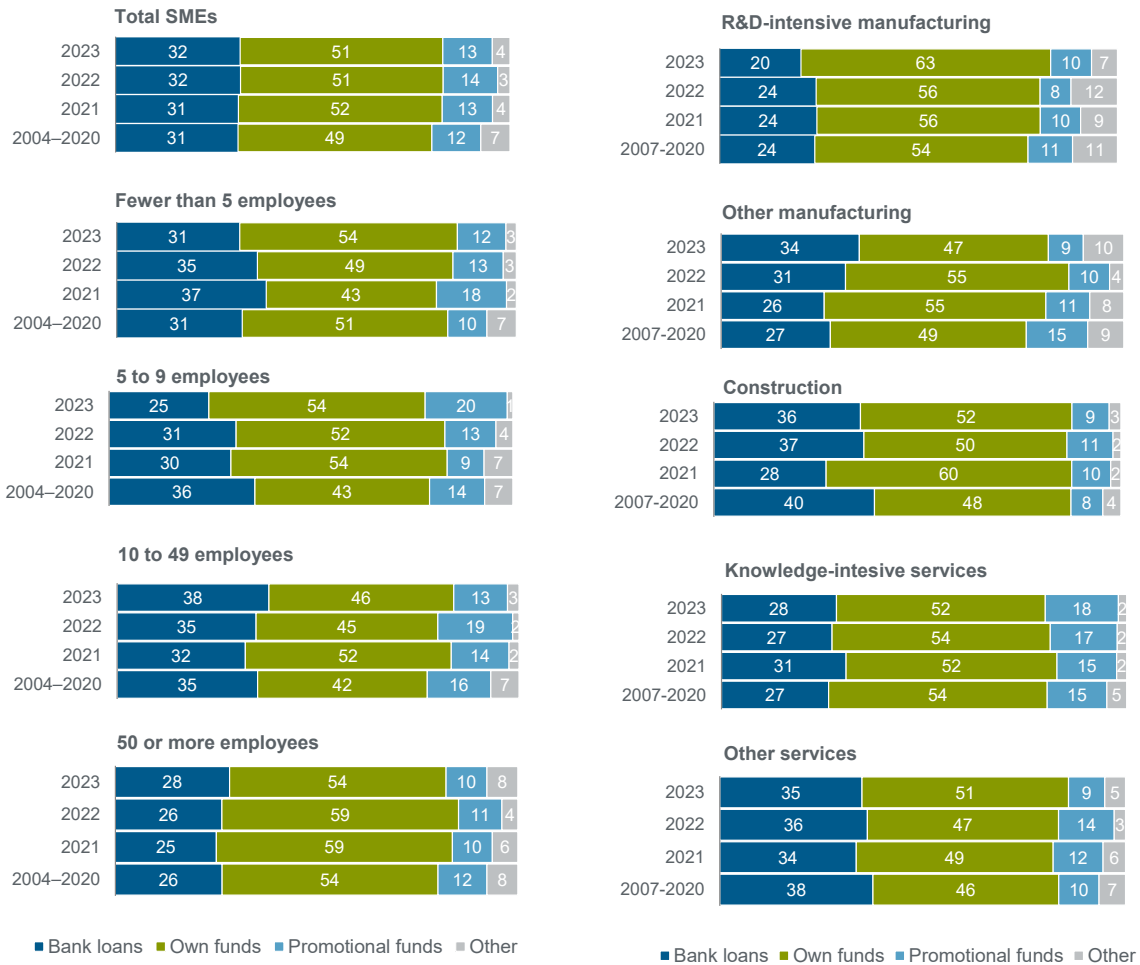 Total SMEs
2023 32 51 13 4
2022 32 51 14 3
2021 31 52 13 4
2004–2020 31 49 12 7
Fewer than 5 employees
2023 31 54 12 3
2022 35 49 13 3
2021 37 43 18 2
2004–2020 31 51 10 7
5 to 9 employees
2023 25 54 20 1
2022 31 52 13 4
2021 30 54 9 7
2004–2020 36 43 14 7
10 to 49 employees
2023 38 46 13 3
2022 35 45 19 2
2021 32 52 14 2
2004–2020 35 42 16 7
50 or more employees
2023 28 54 10 8
2022 26 59 11 4
2021 25 59 10 6
2004–2020 26 54 12 8
Bank loans Own funds Promotional funds Other
R&D-intensive manufacturing
2023 20 63 10 7
2022 24 56 8 12
2021 24 56 10 9
2007-2020 24 54 11 11
Other manufacturing
2023 34 47 9 10
2022 31 55 10 4
2021 26 55 11 8
2007-2020 27 49 15 9
Construction
2023 36 52 9 3
2022 37 50 11 2
2021 28 60 10 2
2007-2020 40 48 8 4
Knowledge-intesive services
2023 28 52 18 2
2022 27 54 17 2
2021 31 52 15 2
2007-2020 27 54 15 5
Other services
2023 35 51 9 5
2022 36 47 14 3
2021 34 49 12 6
2007-2020 38 46 10 7
Bank loans Own funds Promotional funds Other